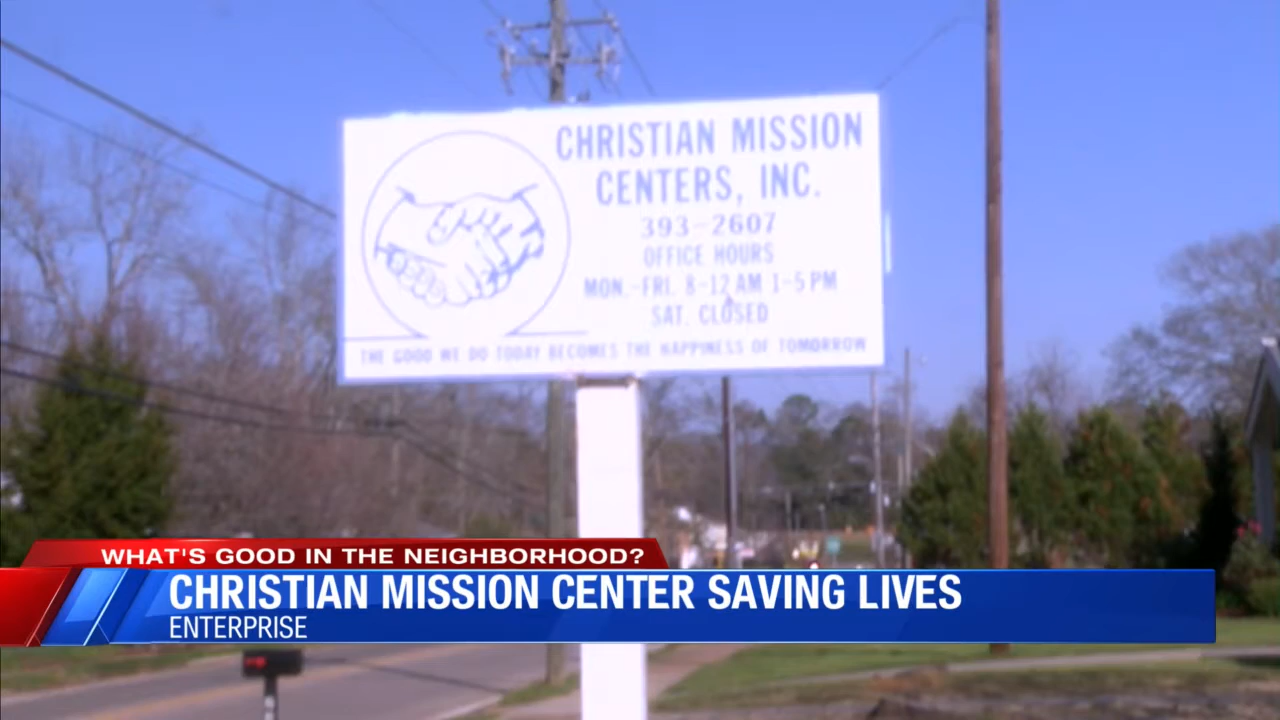 CHRISTIAN MISSION
CENTERS, INC.
393-2607
OFFICE HOURS
MON.-FRI. 8-12 AM 1-5 PM
SAT. CLOSED
THE GOOD WE DO TODAY BECOMES THE HAPPINESS OF TOMORROW
WHAT'S GOOD IN THE NEIGHBORHOOD?
CHRISTIAN MISSION CENTER SAVING LIVES
ENTERPRISE